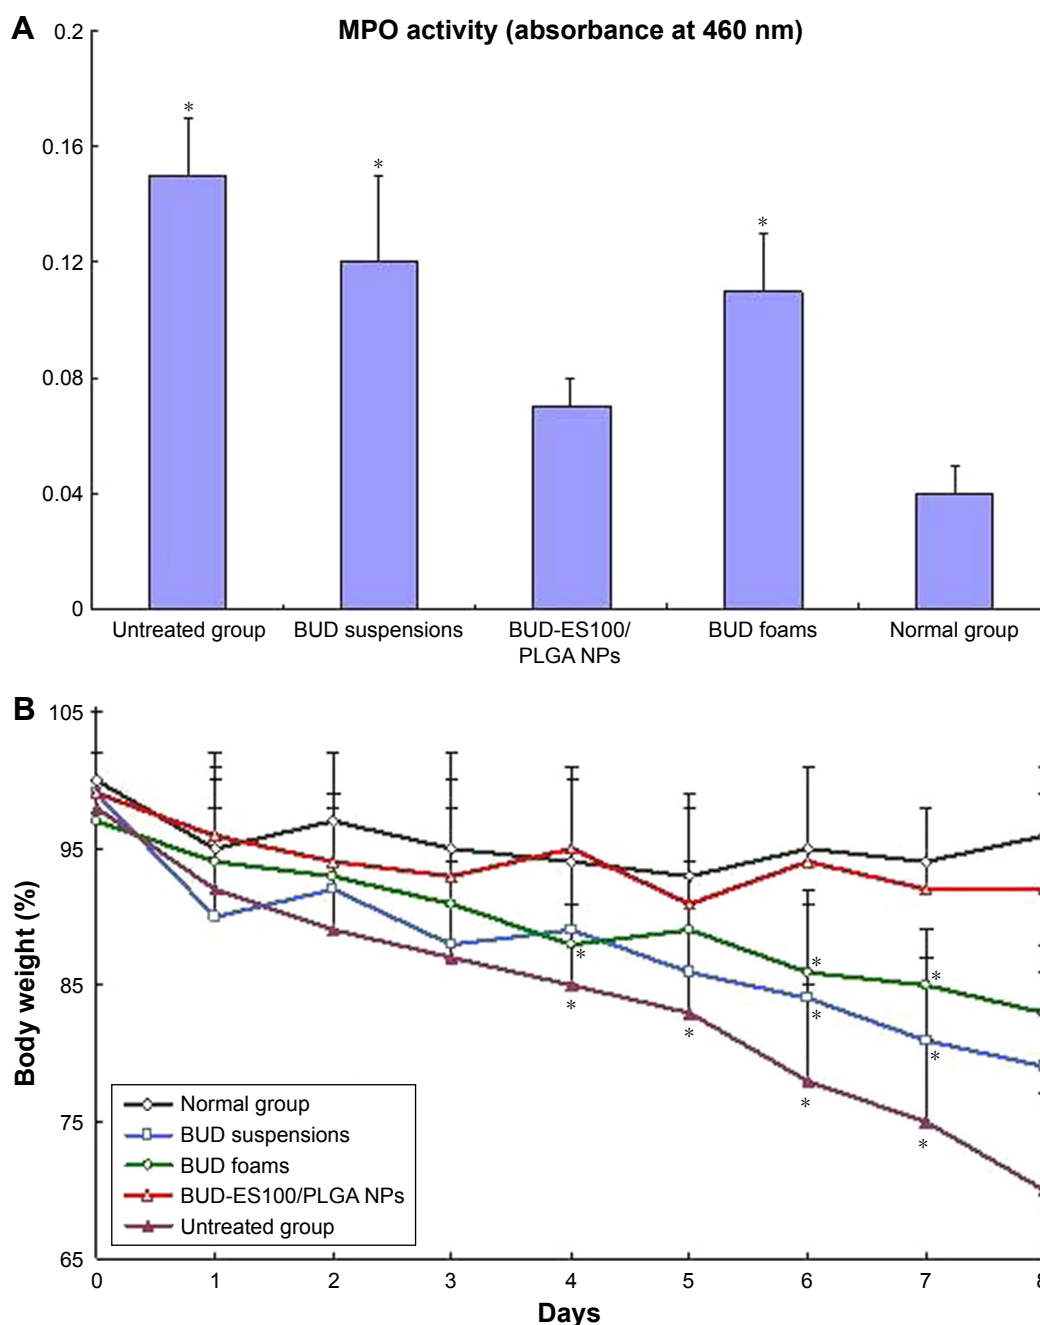 A
MPO activity (absorbance at 460 nm)
0.2
0.16
0.12
0.08
0.04
0
*
*
*
Untreated group
BUD suspensions
BUD-ES100/
PLGA NPs
BUD foams
Normal group
B
105
95
85
75
65
Body weight (%)
*
*
*
*
*
*
*
*
*
Normal group
BUD suspensions
BUD foams
BUD-ES100/PLGA NPs
Untreated group
0 1 2 3 4 5 6 7 8
Days